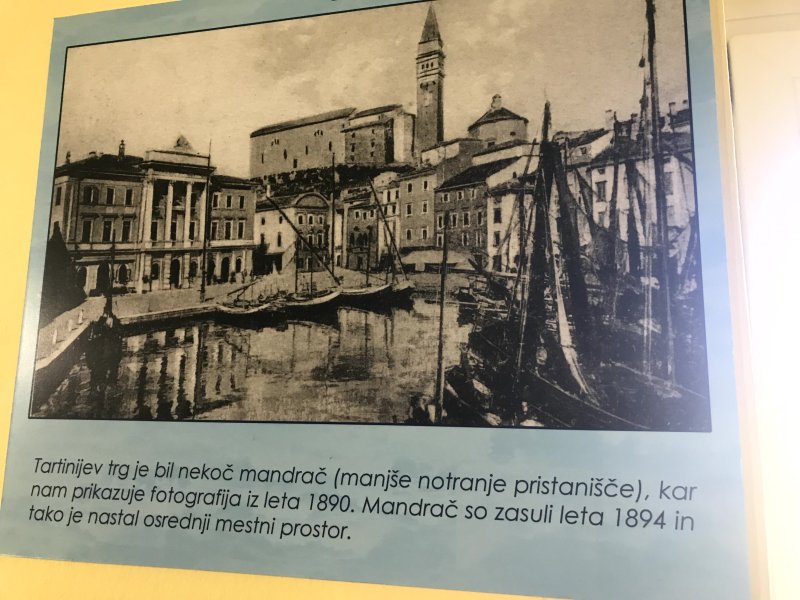 Tartinijev trg je bil nekoč mandrač (manjše notranje pristanišče), kar
nam prikazuje fotografija iz leta 1890. Mandrač so zasuli leta 1894 in
tako je nastal osrednji mestni prostor.